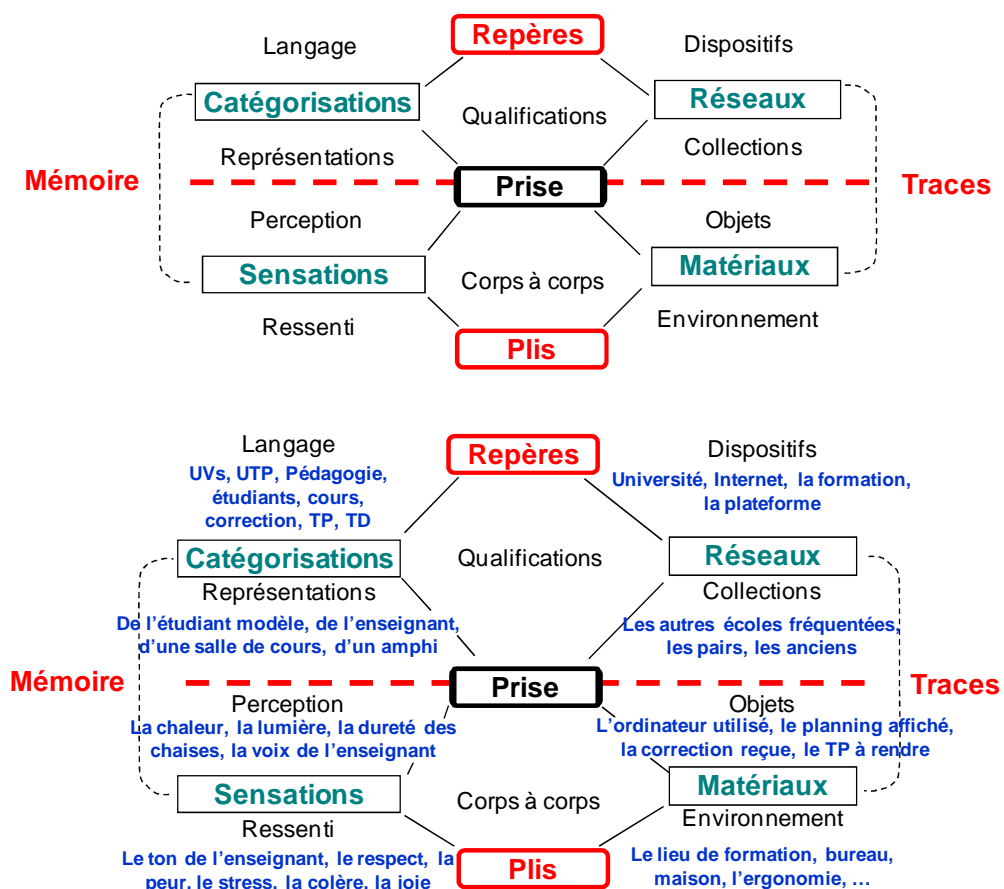 Langage
Repères
Dispositifs
Catégorisations
Réseaux
Qualifications
Représentations
Collections
Mémoire
Prise
Traces
Perception
Objets
Sensations
Matériaux
Corps à corps
Ressenti
Environnement
Plis
Langage
Repères
Dispositifs
UVs, UTP, Pédagogie,
étudiants, cours,
correction, TP, TD
Université, Internet, la formation,
la plateforme
Catégorisations
Qualifications
Réseaux
Représentations
Collections
De l'étudiant modèle, de l'enseignant,
d'une salle de cours, d'un amphi
Les autres écoles fréquentées,
les pairs, les anciens
Mémoire
Prise
Traces
Perception
Objets
La chaleur, la lumière, la dureté des
chaises, la voix de l'enseignant
L'ordinateur utilisé, le planning affiché,
la correction reçue, le TP à rendre
Sensations
Corps à corps
Matériaux
Ressenti
Environnement
Le ton de l'enseignant, le respect, la
peur, le stress, la colère, la joie
Plis
Le lieu de formation, bureau,
maison, l'ergonomie, ...